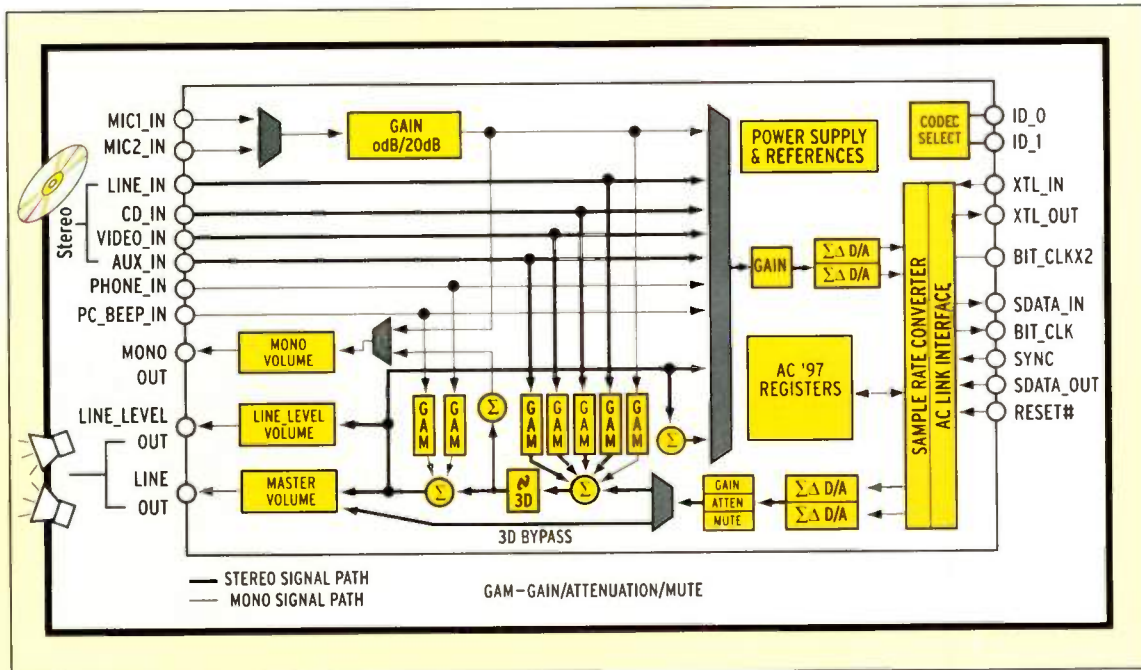 MIC1_IN
MIC2_IN
Stereo
LINE_IN
CD_IN
VIDEO_IN
AUX_IN
PHONE_IN
PC_BEEP_IN
MONO
OUT
LINE_LEVEL
OUT
LINE
OUT
GAIN
0dB/20dB
MONO
VOLUME
LINE_LEVEL
VOLUME
MASTER
VOLUME
GAM
GAM
Σ
GAM
GAM
GAM
GAM
GAM
Σ
Σ
3D
Σ
3D BYPASS
POWER SUPPLY
& REFERENCES
CODEC
SELECT
GAIN
ΣΔ D/A
ΣΔ D/A
AC '97
REGISTERS
GAIN
ATTEN
MUTE
ΣΔ D/A
ΣΔ D/A
SAMPLE RATE CONVERTER
AC LINK INTERFACE
ID_0
ID_1
XTL_IN
XTL_OUT
BIT_CLKX2
SDATA_IN
BIT_CLK
SYNC
SDATA_OUT
RESET#
STEREO SIGNAL PATH
MONO SIGNAL PATH
GAM-GAIN/ATTENUATION/MUTE